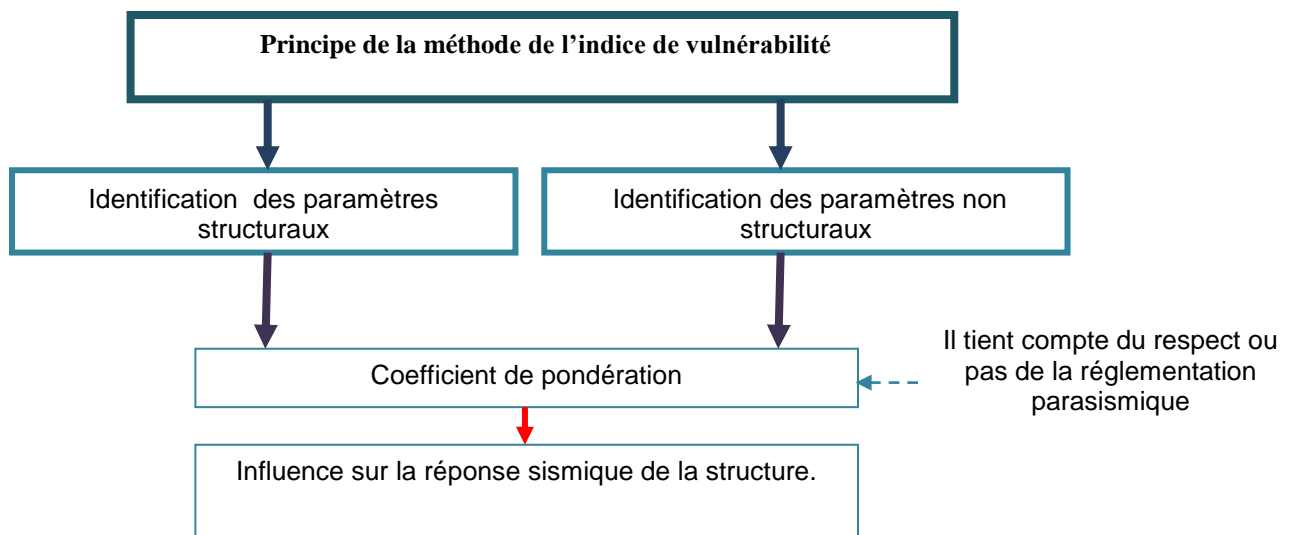 Principe de la méthode de l’indice de vulnérabilité
Identification des paramètres
structuraux
Identification des paramètres non
structuraux
Coefficient de pondération
Il tient compte du respect ou
pas de la réglementation
parasismique
Influence sur la réponse sismique de la structure.